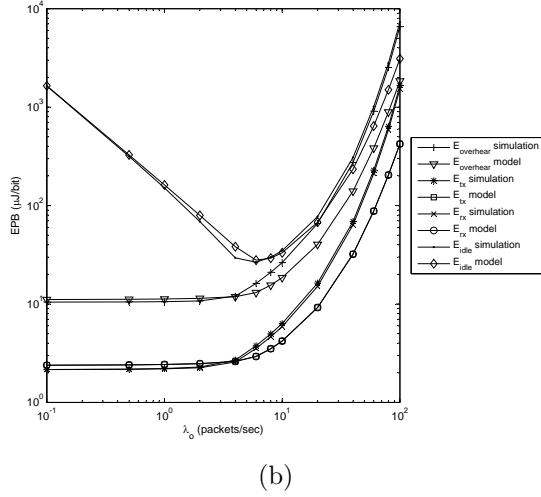 10^4
10^3
10^2
10^1
10^0
EPB (μJ/bit)
10^-1
10^0
10^1
10^2
λ_o (packets/sec)
E_overhear simulation
E_overhear model
E_tx simulation
E_tx model
E_rx simulation
E_rx model
E_idle simulation
E_idle model
(b)